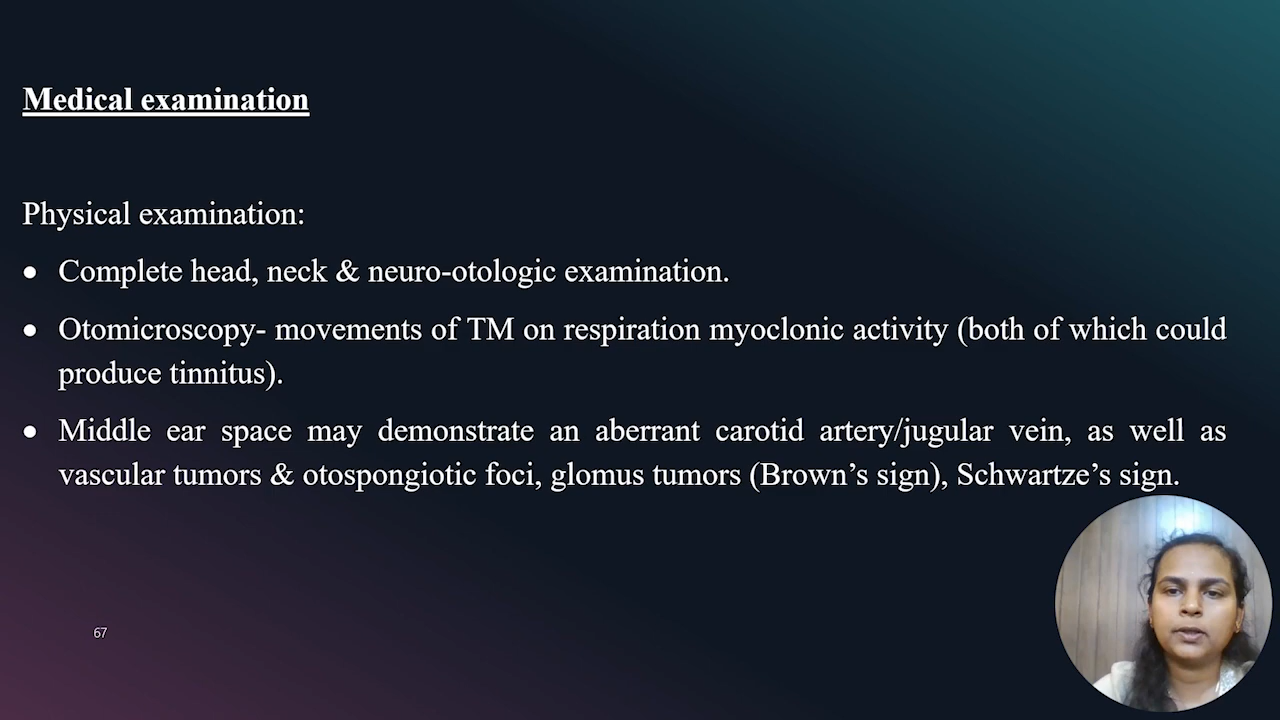 Medical examination
Physical examination:
• Complete head, neck & neuro-otologic examination.
• Otomicroscopy- movements of TM on respiration myoclonic activity (both of which could
produce tinnitus).
• Middle ear space may demonstrate an aberrant carotid artery/jugular vein, as well as
vascular tumors & otospongiotic foci, glomus tumors (Brown’s sign), Schwartze’s sign.
67